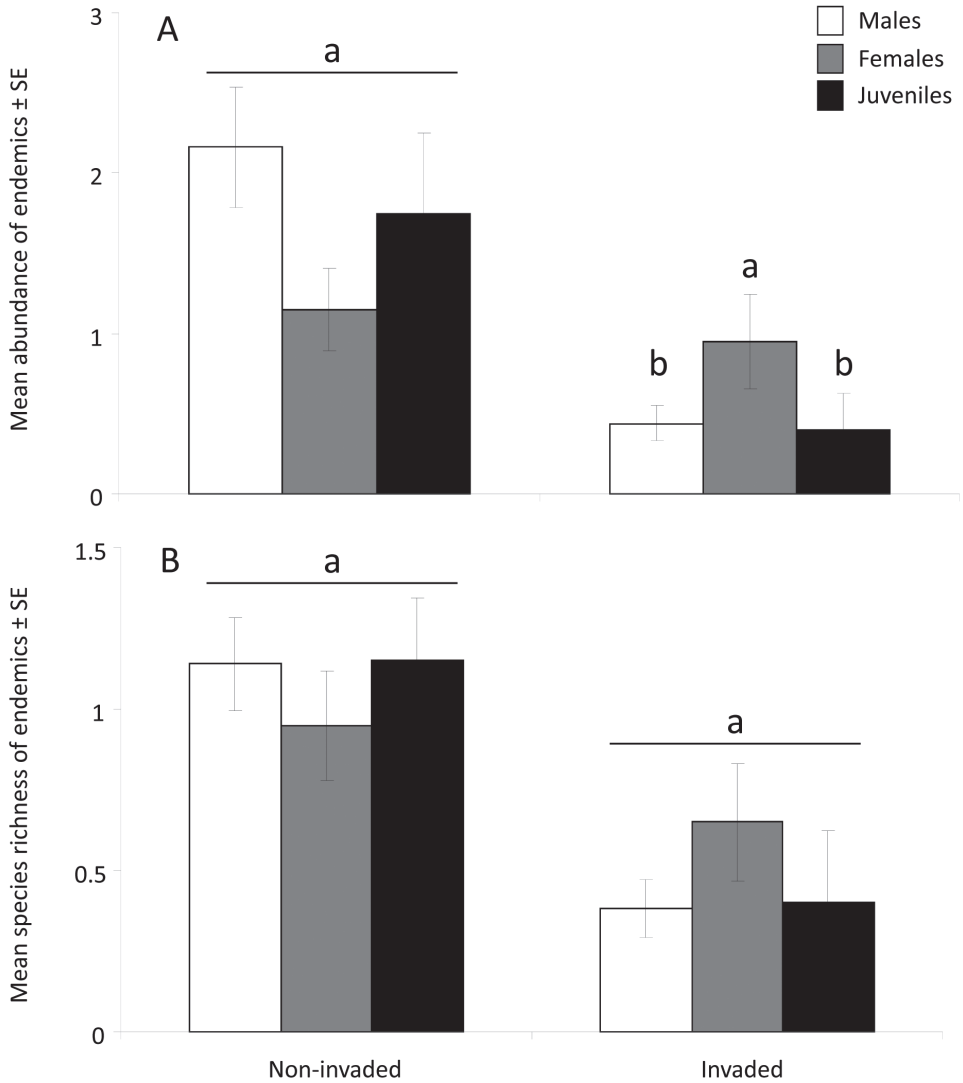 A
Males
Females
Juveniles
Mean abundance of endemics ± SE
3
2
1
0
a
b
a
b
B
Mean species richness of endemics ± SE
1.5
1
0.5
0
a
a
Non-invaded
Invaded